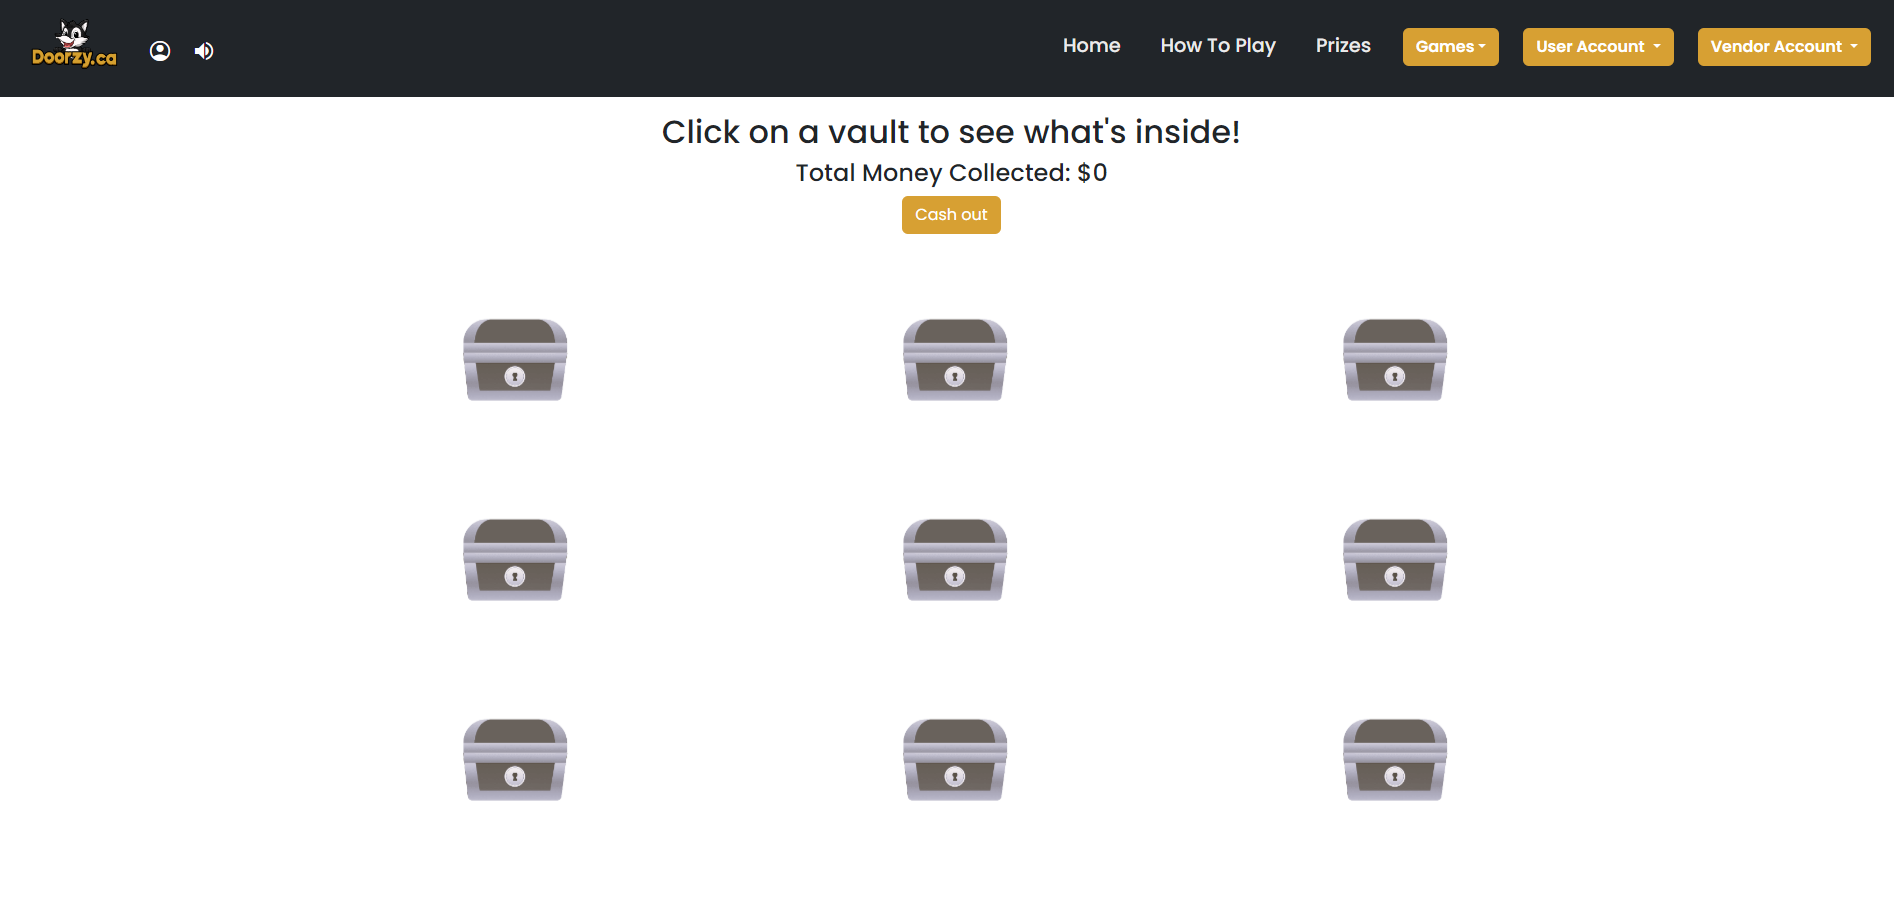 Doorzy.ca
Home How To Play Prizes Games User Account Vendor Account
Click on a vault to see what's inside!
Total Money Collected: $0
Cash out